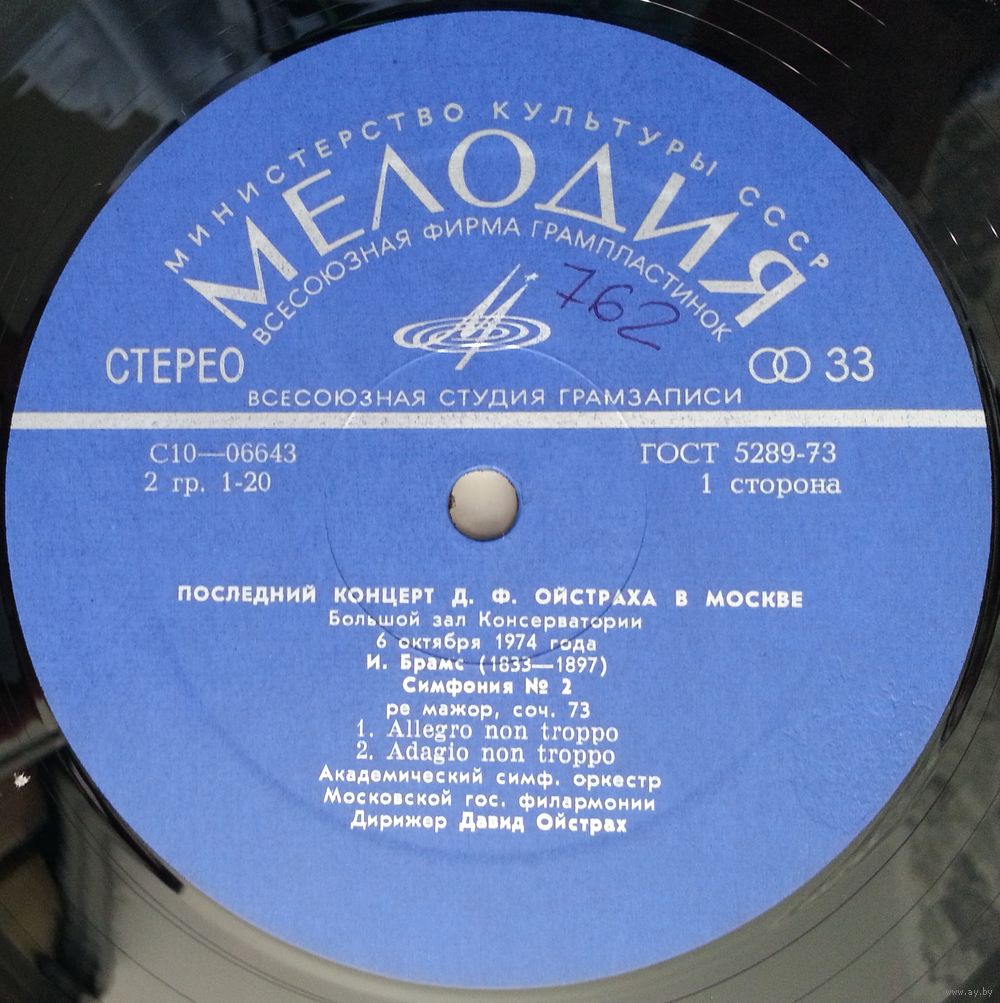 МИНИСТЕРСТВО КУЛЬТУРЫ СССР
МЕЛОДИЯ
ВСЕСОЮЗНАЯ ФИРМА ГРАМПЛАСТИНОК
762
СТЕРЕО
33
ВСЕСОЮЗНАЯ СТУДИЯ ГРАМЗАПИСИ
С10—06643
ГОСТ 5289-73
2 гр. 1-20
1 сторона
ПОСЛЕДНИЙ КОНЦЕРТ Д. Ф. ОЙСТРАХА В МОСКВЕ
Большой зал Консерватории
6 октября 1974 года
И. Брамс (1833—1897)
Симфония № 2
ре мажор, соч. 73
1. Allegro non troppo
2. Adagio non troppo
Академический симф. оркестр
Московской гос. филармонии
Дирижер Давид Ойстрах
www.ay.by